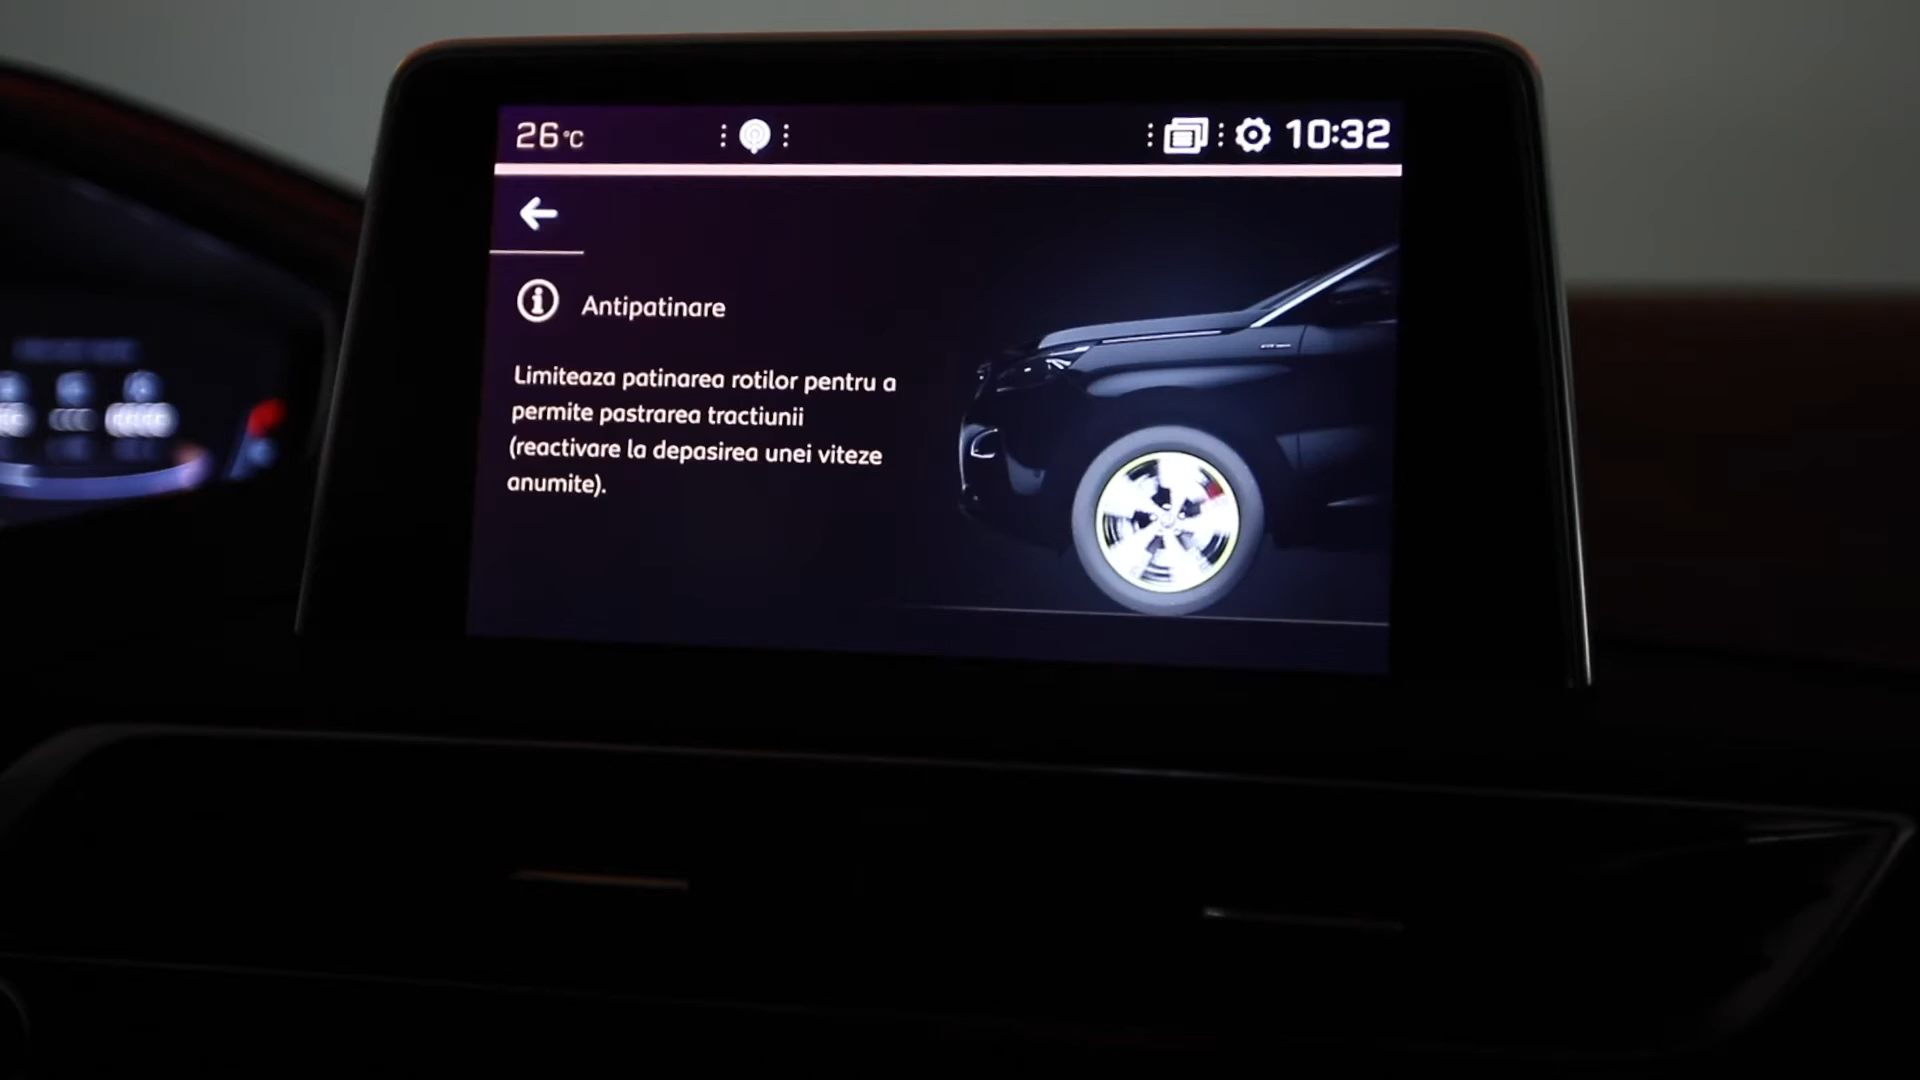 26°C
10:32
Antipatinare
Limiteaza patinarea rotilor pentru a
permite pastrarea tractiunii
(reactivare la depasirea unei viteze
anumite).